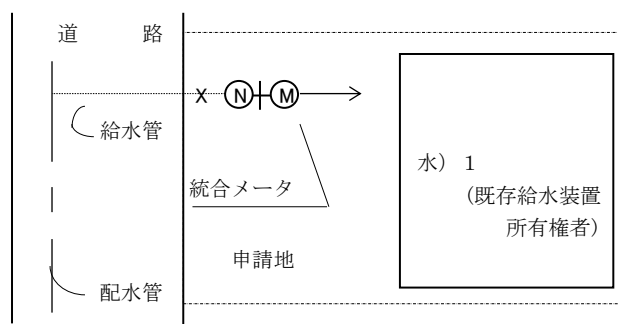 道　　　路
X N M
給水管
水） 1
（既存給水装置
所有権者）
統合メータ
申請地
配水管